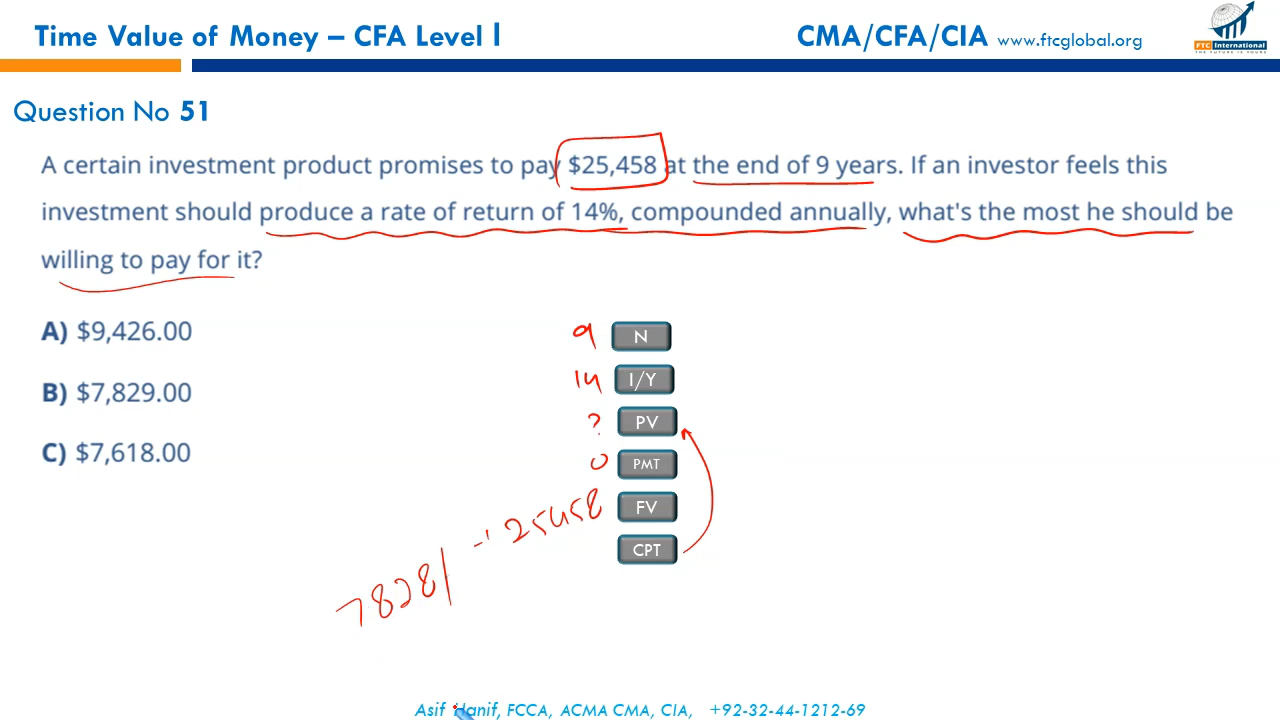 Time Value of Money – CFA Level I
CMA/CFA/CIA www.ftcglobal.org
FTC International
THE FUTURE IS YOURS
Question No 51
A certain investment product promises to pay $25,458 at the end of 9 years. If an investor feels this
investment should produce a rate of return of 14%, compounded annually, what's the most he should be
willing to pay for it?
A) $9,426.00
B) $7,829.00
C) $7,618.00
9 N
14 I/Y
? PV
0 PMT
25458 FV
CPT
7828/
Asif Hanif, FCCA, ACMA CMA, CIA, +92-32-44-1212-69